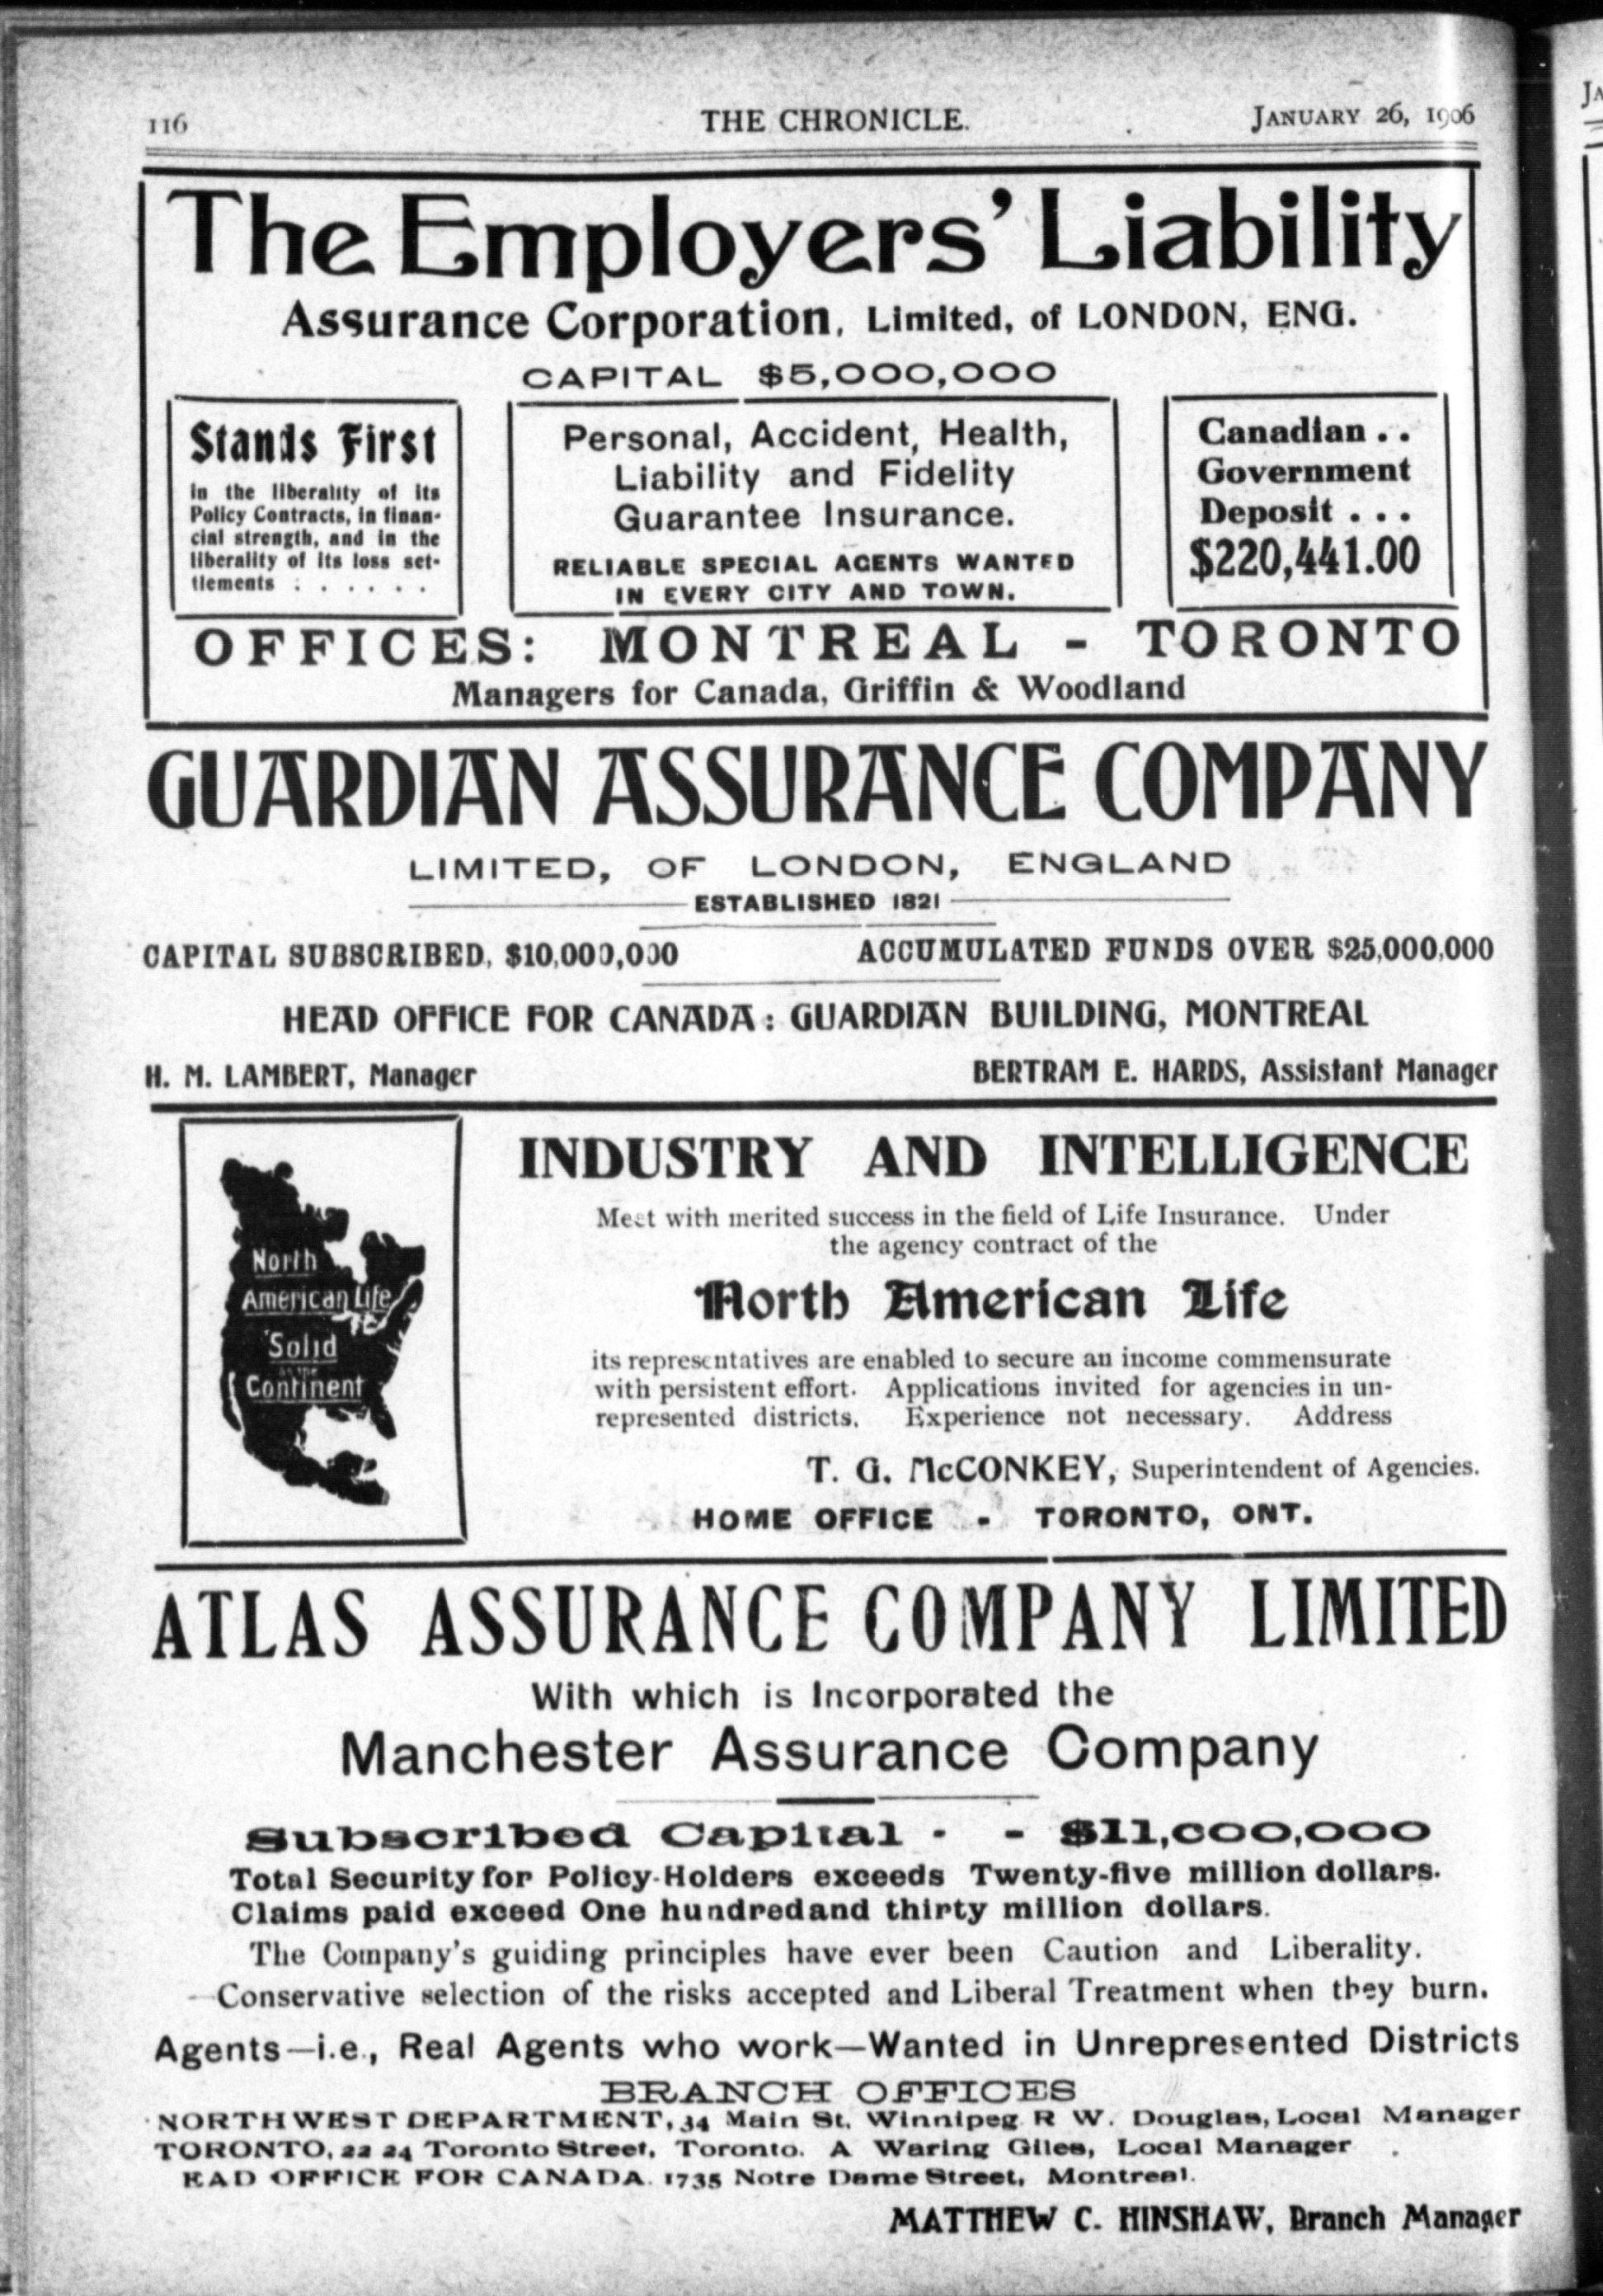 116 THE CHRONICLE. JANUARY 26, 1906
The Employers' Liability
Assurance Corporation, Limited, of LONDON, ENG.
CAPITAL $5,000,000
Stands First
in the liberality of its
Policy Contracts, in finan-
cial strength, and in the
liberality of its loss set-
tlements : . . . . .
Personal, Accident, Health,
Liability and Fidelity
Guarantee Insurance.
RELIABLE SPECIAL AGENTS WANTED
IN EVERY CITY AND TOWN.
Canadian . .
Government
Deposit . . .
$220,441.00
OFFICES: MONTREAL - TORONTO
Managers for Canada, Griffin & Woodland
GUARDIAN ASSURANCE COMPANY
LIMITED, OF LONDON, ENGLAND
ESTABLISHED 1821
CAPITAL SUBSCRIBED, $10,000,000 ACCUMULATED FUNDS OVER $25,000,000
HEAD OFFICE FOR CANADA: GUARDIAN BUILDING, MONTREAL
H. M. LAMBERT, Manager BERTRAM E. HARDS, Assistant Manager
North
American Life
Solid
as the
Continent
INDUSTRY AND INTELLIGENCE
Meet with merited success in the field of Life Insurance. Under
the agency contract of the
North American Life
its representatives are enabled to secure an income commensurate
with persistent effort. Applications invited for agencies in un-
represented districts. Experience not necessary. Address
T. G. McCONKEY, Superintendent of Agencies.
HOME OFFICE - TORONTO, ONT.
ATLAS ASSURANCE COMPANY LIMITED
With which is Incorporated the
Manchester Assurance Company
Subscribed Capital - - $11,000,000
Total Security for Policy-Holders exceeds Twenty-five million dollars.
Claims paid exceed One hundredand thirty million dollars.
The Company's guiding principles have ever been Caution and Liberality.
Conservative selection of the risks accepted and Liberal Treatment when they burn.
Agents—i.e., Real Agents who work—Wanted in Unrepresented Districts
BRANCH OFFICES
NORTHWEST DEPARTMENT, 34 Main St. Winnipeg R W. Douglas, Local Manager
TORONTO, 22 24 Toronto Street, Toronto. A Waring Giles, Local Manager
EAD OFFICE FOR CANADA. 1735 Notre Dame Street, Montreal.
MATTHEW C. HINSHAW, Branch Manager